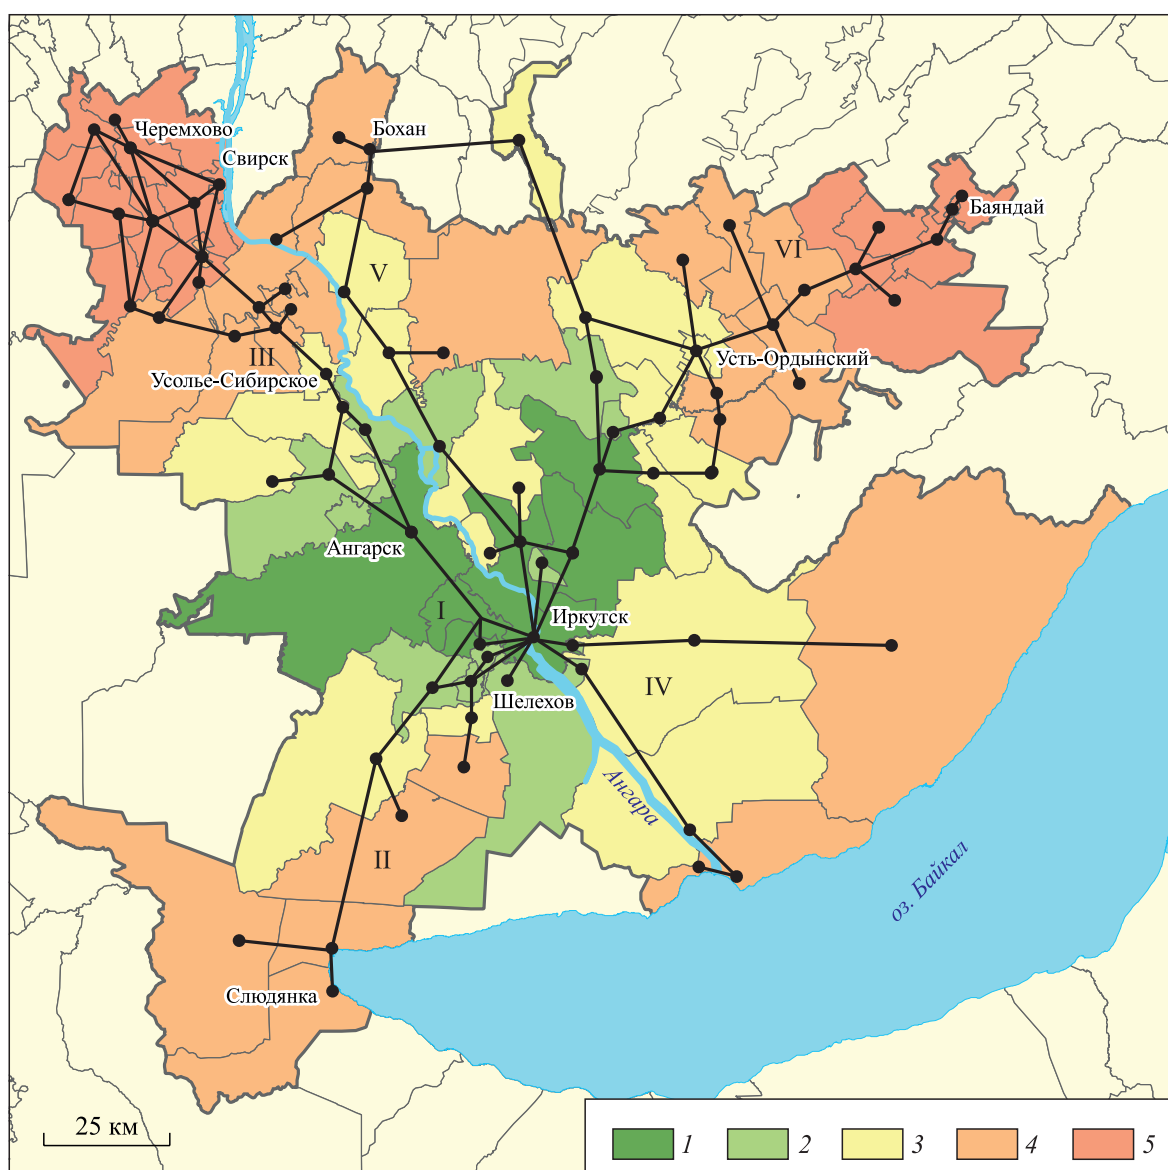 Черемхово
Бохан
Свирск
Баяндай
VI
V
III
Усть-Ордынский
Усолье-Сибирское
Ангарск
I
Иркутск
IV
Шелехов
Ангара
II
оз. Байкал
Слюдянка
25 км
1 2 3 4 5